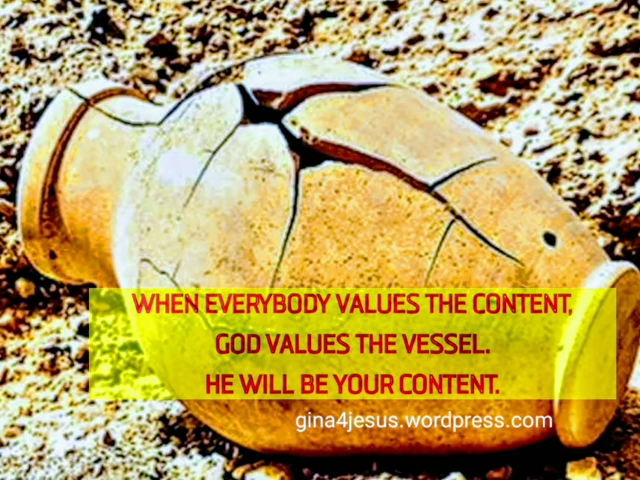 WHEN EVERYBODY VALUES THE CONTENT,
GOD VALUES THE VESSEL.
HE WILL BE YOUR CONTENT.
gina4jesus.wordpress.com